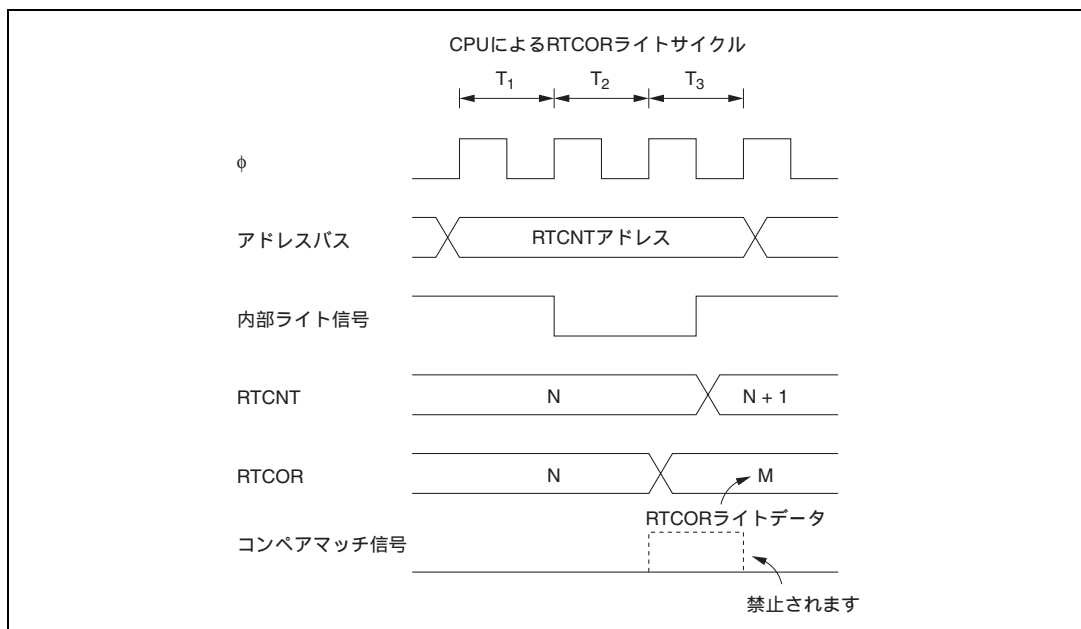 CPUによるRTCORライトサイクル
T1 T2 T3
φ
アドレスバス RTCNTアドレス
内部ライト信号
RTCNT N N + 1
RTCOR N M
RTCORライトデータ
コンペアマッチ信号
禁止されます